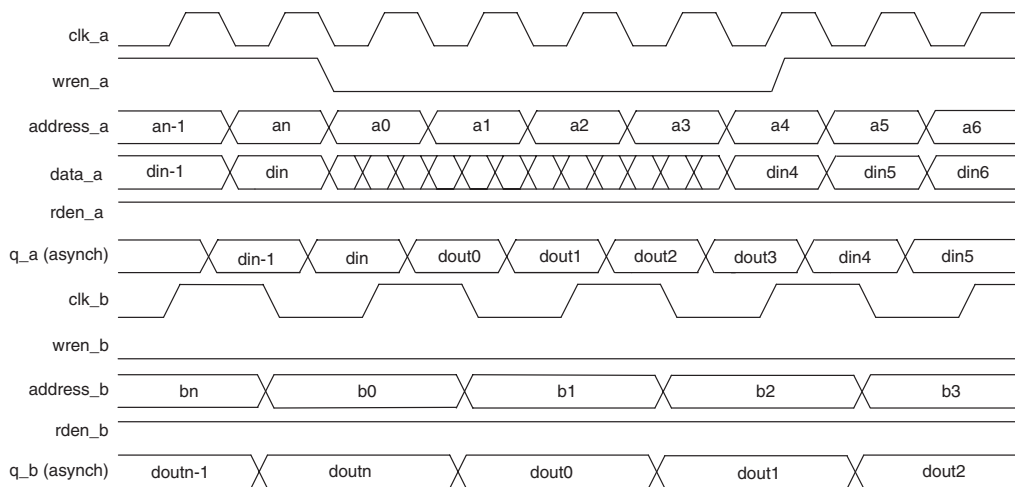 clk_a
wren_a
address_a an-1 an a0 a1 a2 a3 a4 a5 a6
data_a din-1 din din4 din5 din6
rden_a
q_a (asynch) din-1 din dout0 dout1 dout2 dout3 din4 din5
clk_b
wren_b
address_b bn b0 b1 b2 b3
rden_b
q_b (asynch) doutn-1 doutn dout0 dout1 dout2